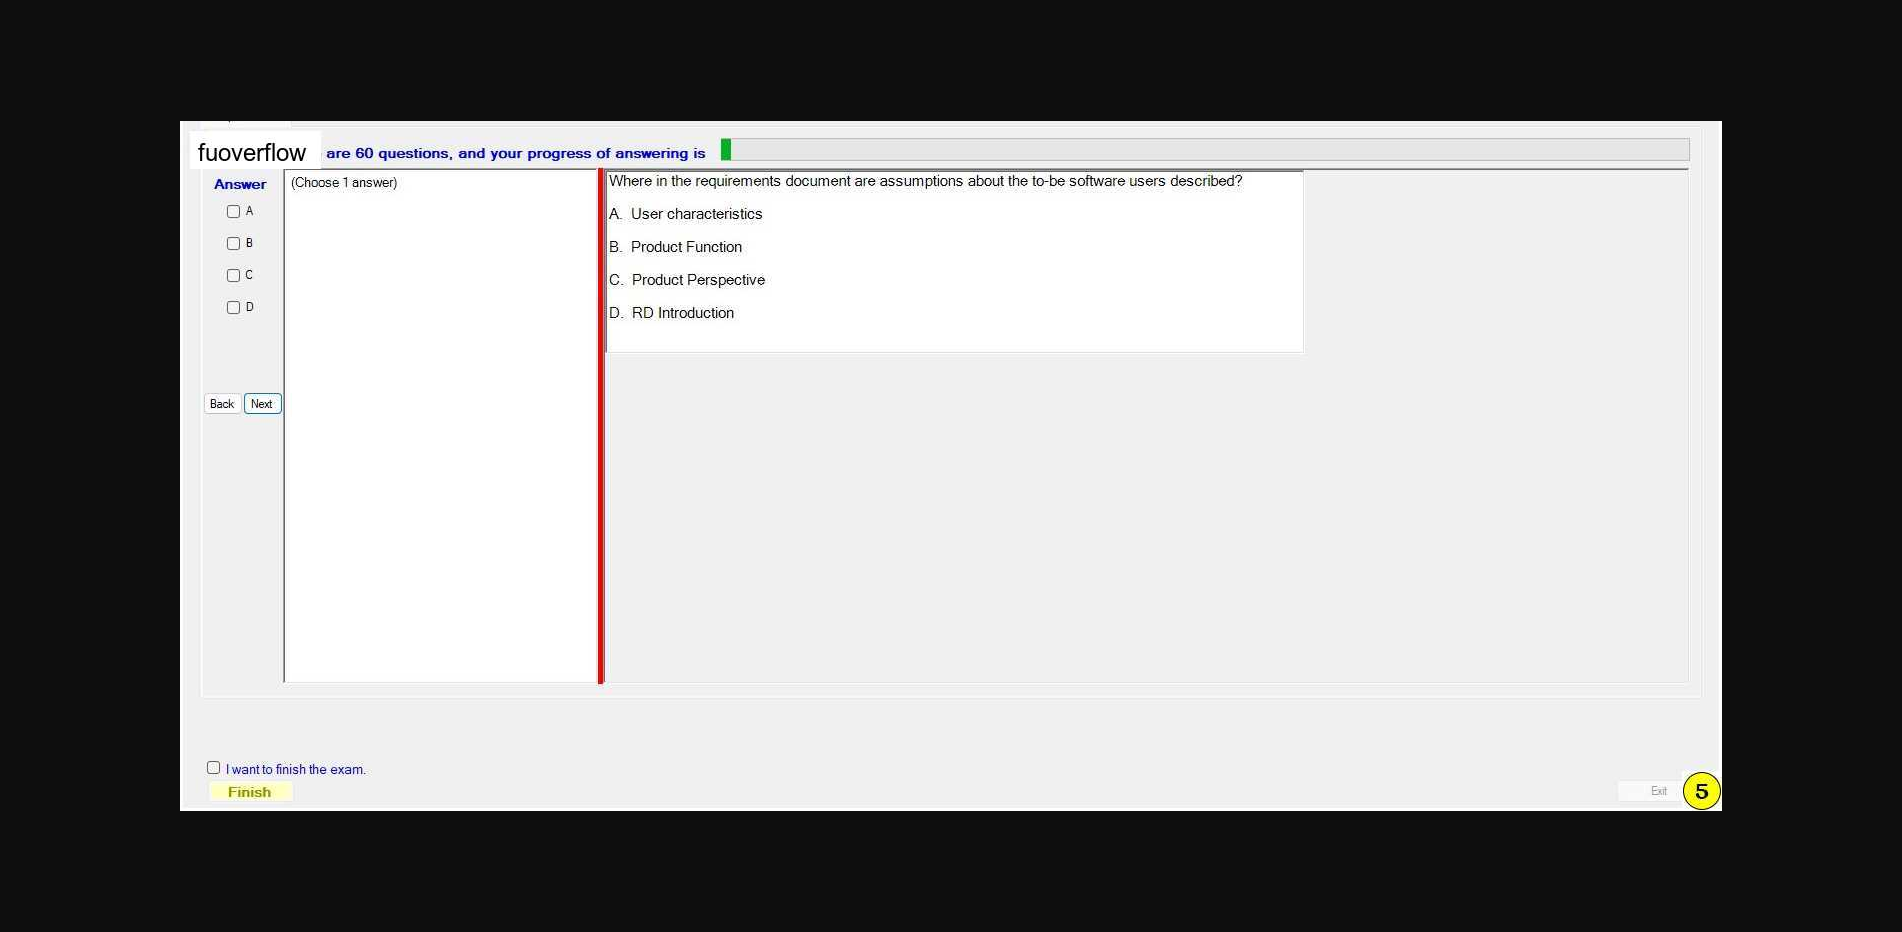 fuoverflow are 60 questions, and your progress of answering is
Answer
(Choose 1 answer)
A
B
C
D
Back Next
Where in the requirements document are assumptions about the to-be software users described?
A. User characteristics
B. Product Function
C. Product Perspective
D. RD Introduction
I want to finish the exam.
Finish
Exit
5